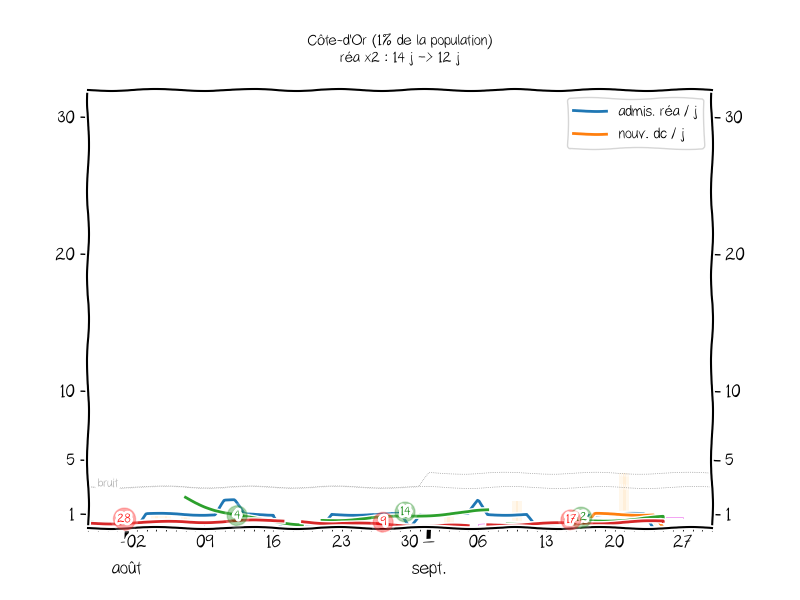 Côte-d'Or (1% de la population)
réa x2 : 14 j -> 12 j
admis. réa / j
nouv. dc / j
30 30
20 20
10 10
5 5
bruit
28 4 9 14 17 2
1 1
02 09 16 23 30 06 13 20 27
août sept.